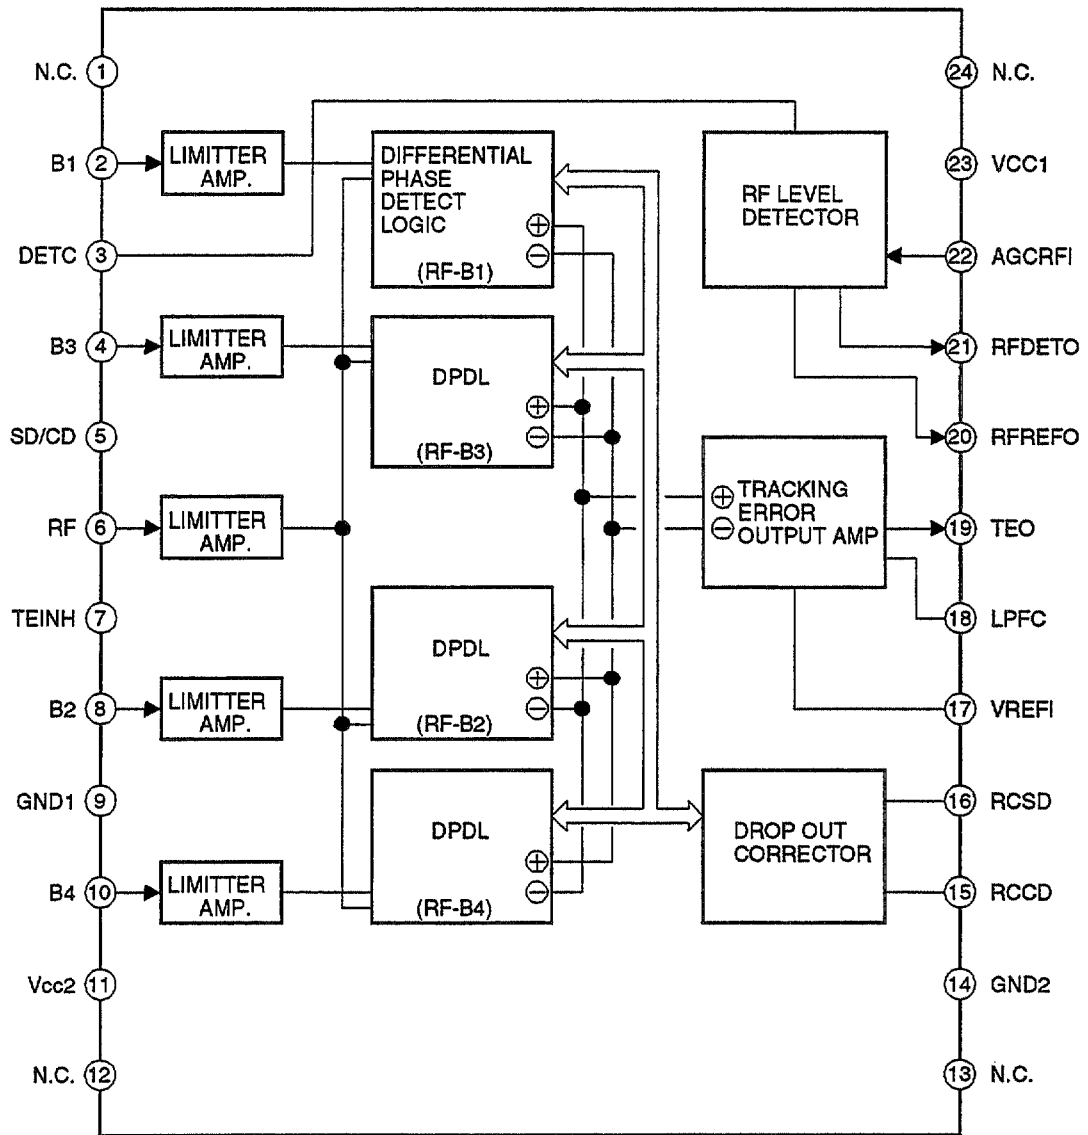 N.C. 1
24 N.C.
B1 2
LIMITTER
AMP.
DIFFERENTIAL
PHASE
DETECT
LOGIC
+
−
(RF-B1)
RF LEVEL
DETECTOR
23 VCC1
DETC 3
22 AGCRFI
B3 4
LIMITTER
AMP.
DPDL
+
−
(RF-B3)
21 RFDETO
SD/CD 5
20 RFREFO
RF 6
LIMITTER
AMP.
+ TRACKING
− ERROR
OUTPUT AMP
19 TEO
TEINH 7
18 LPFC
B2 8
LIMITTER
AMP.
DPDL
+
−
(RF-B2)
17 VREFI
GND1 9
16 RCSD
B4 10
LIMITTER
AMP.
DPDL
+
−
(RF-B4)
DROP OUT
CORRECTOR
15 RCCD
Vcc2 11
14 GND2
N.C. 12
13 N.C.